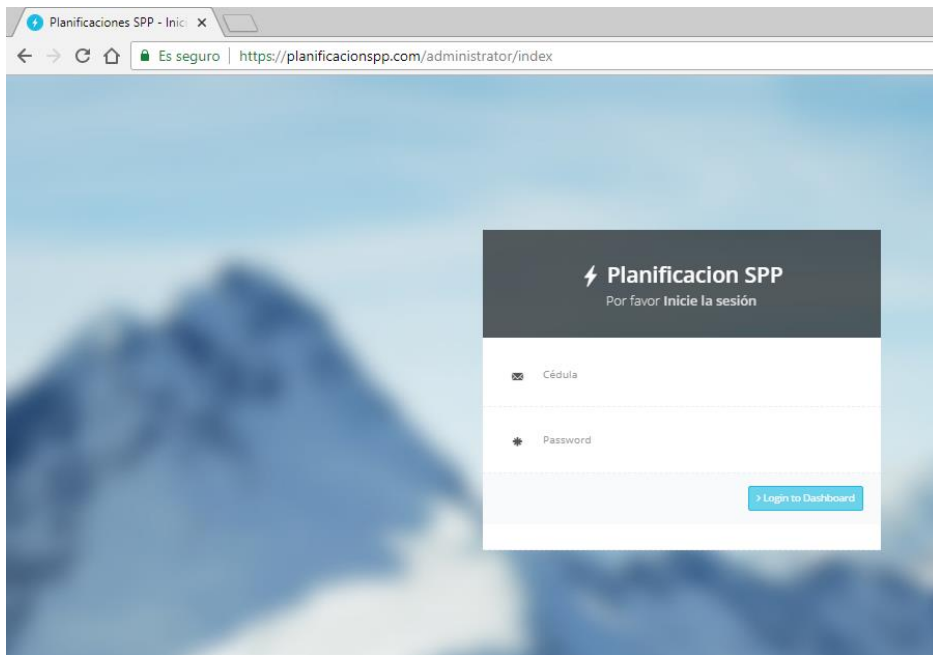 Planificaciones SPP - Inic
Es seguro | https://planificacionspp.com/administrator/index
Planificacion SPP
Por favor Inicie la sesión
Cédula
Password
› Login to Dashboard